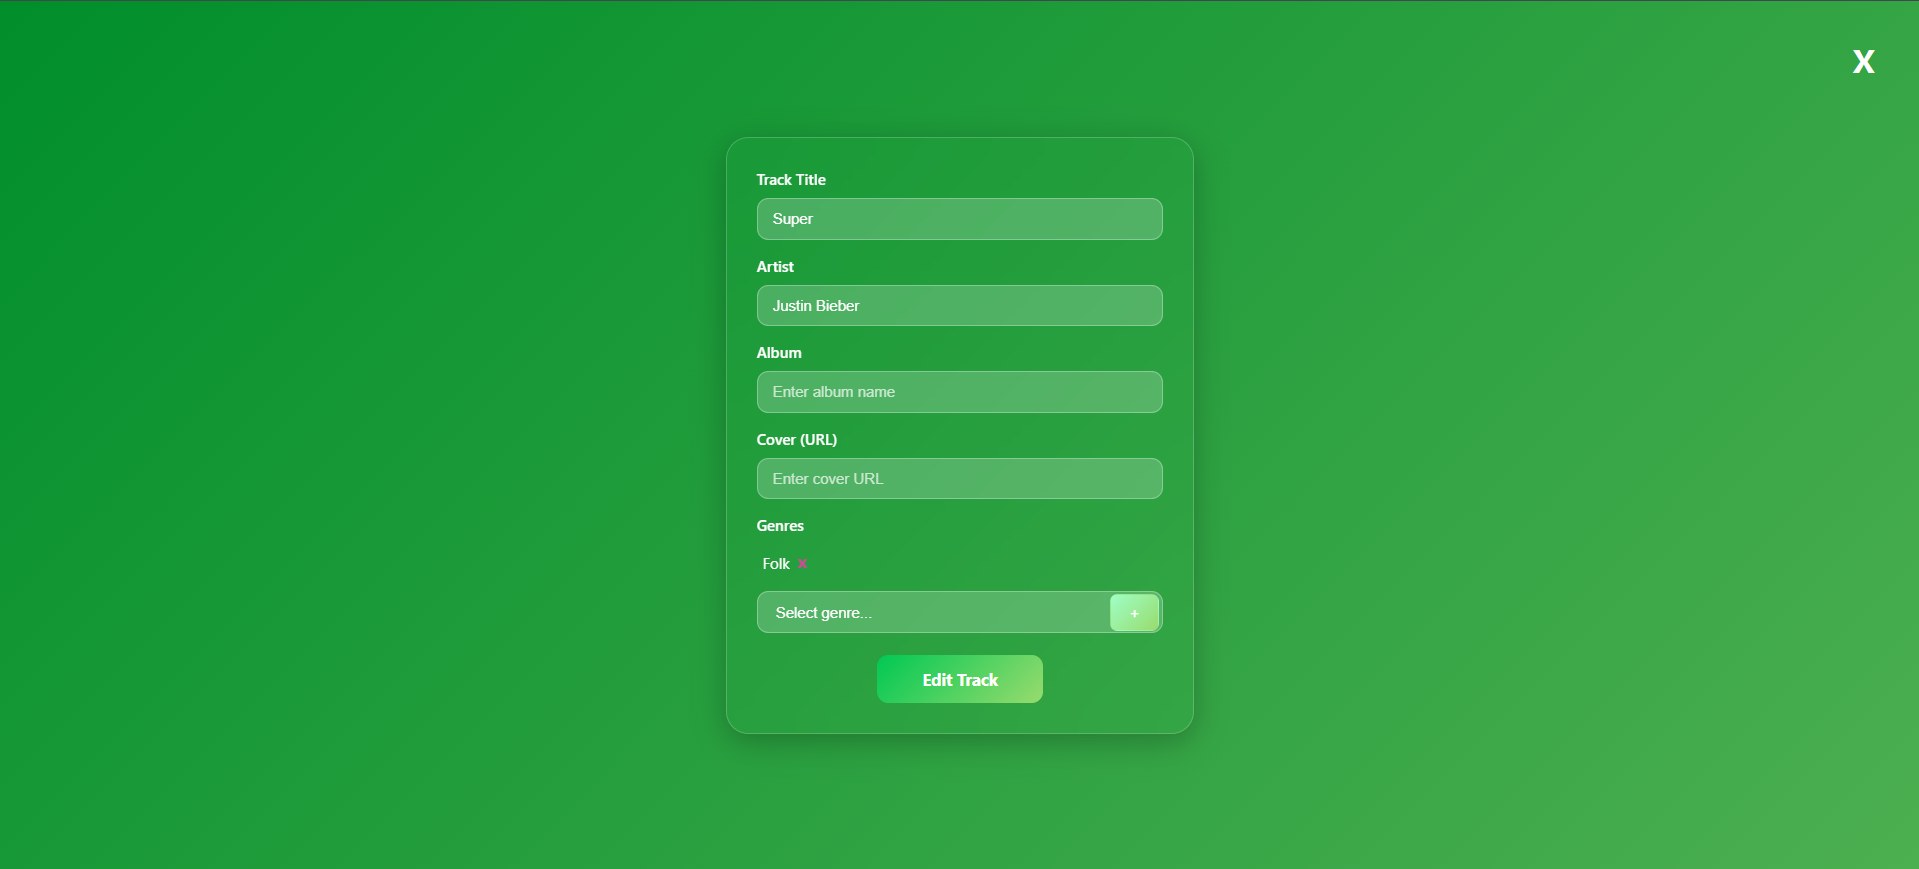 X
Track Title
Super
Artist
Justin Bieber
Album
Enter album name
Cover (URL)
Enter cover URL
Genres
Folk ×
Select genre... +
Edit Track